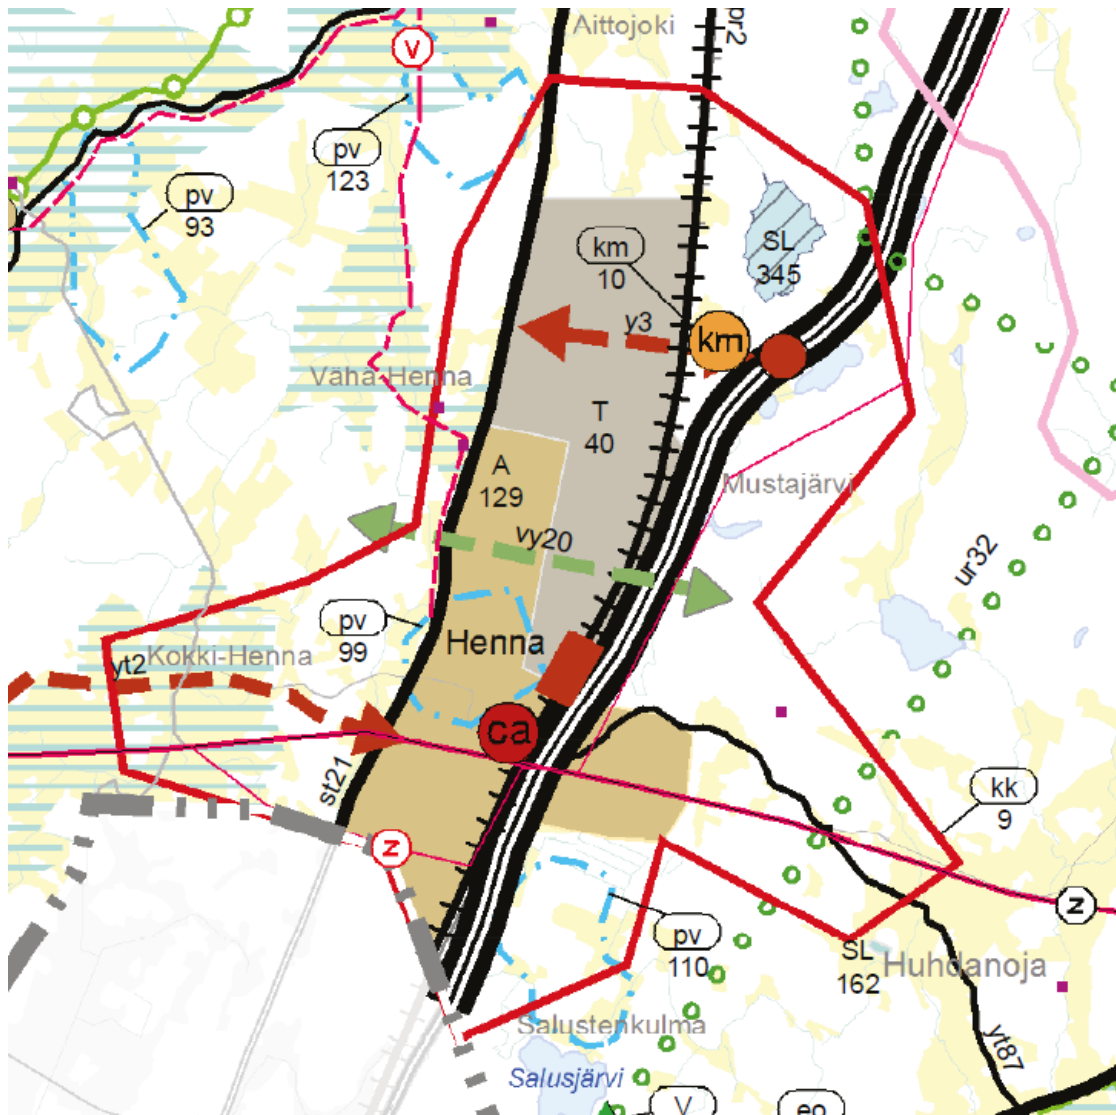 Aittojoki
pr2
V
pv
123
pv
93
km
10
SL
345
y3
km
Vähä-Henna
T
40
A
129
Mustajärvi
vy20
ur32
pv
99
Henna
yt2
Kokki-Henna
ca
st21
kk
9
z
z
pv
110
SL
162
Huhdanoja
Salustenkulma
yt87
Salusjärvi
V
eo